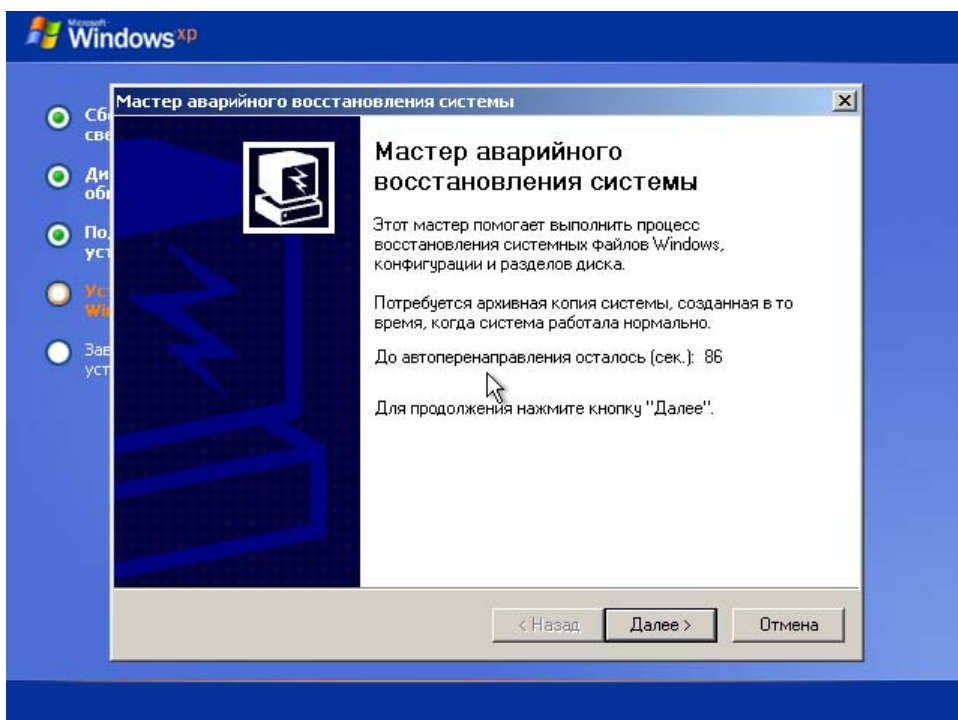 Microsoft
Windows xp
Мастер аварийного восстановления системы
Мастер аварийного
восстановления системы
Этот мастер помогает выполнить процесс
восстановления системных файлов Windows,
конфигурации и разделов диска.
Потребуется архивная копия системы, созданная в то
время, когда система работала нормально.
До автоперенаправления осталось (сек.): 86
Для продолжения нажмите кнопку "Далее".
< Назад
Далее >
Отмена